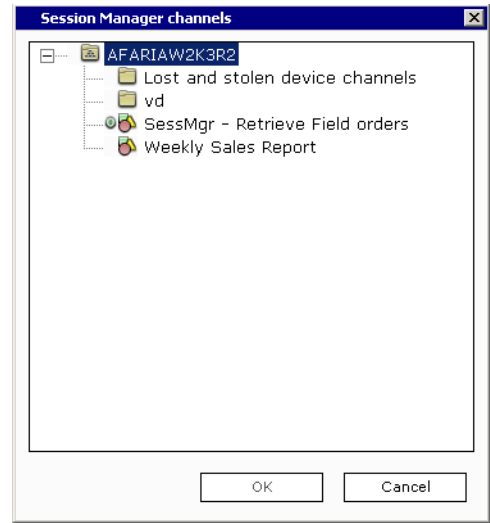 Session Manager channels
AFARIAW2K3R2
Lost and stolen device channels
vd
SessMgr - Retrieve Field orders
Weekly Sales Report
OK
Cancel